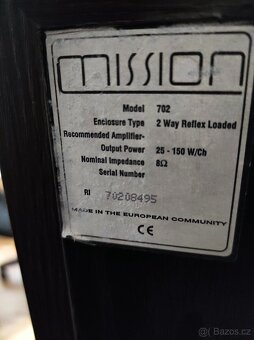 mission
Model 702
Enclosure Type 2 Way Reflex Loaded
Recommended Amplifier-
Output Power 25 - 150 W/Ch
Nominal Impedance 8Ω
Serial Number
RI 70208495
MADE IN THE EUROPEAN COMMUNITY
CE
Sbazoš.cz